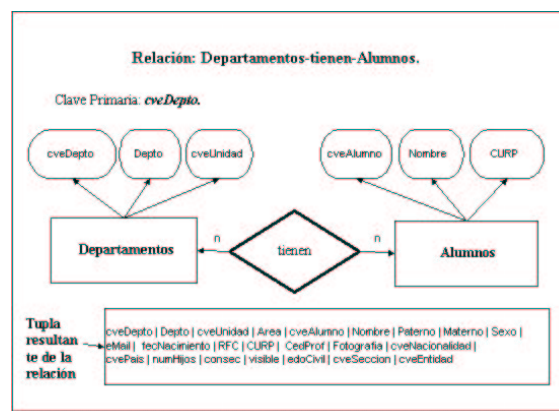 Relación: Departamentos-tienen-Alumnos.
Clave Primaria: cveDepto.
cveDepto
Depto
cveUnidad
cveAlumno
Nombre
CURP
Departamentos
n
tienen
n
Alumnos
Tupla
resultan
te de la
relación
cveDepto | Depto | cveUnidad | Area | cveAlumno | Nombre | Paterno | Materno | Sexo |
eMail | fecNacimiento | RFC | CURP | CedProf | Fotografia | cveNacionalidad |
cvePais | numHijos | consec | visible | edoCivil | cveSeccion | cveEntidad